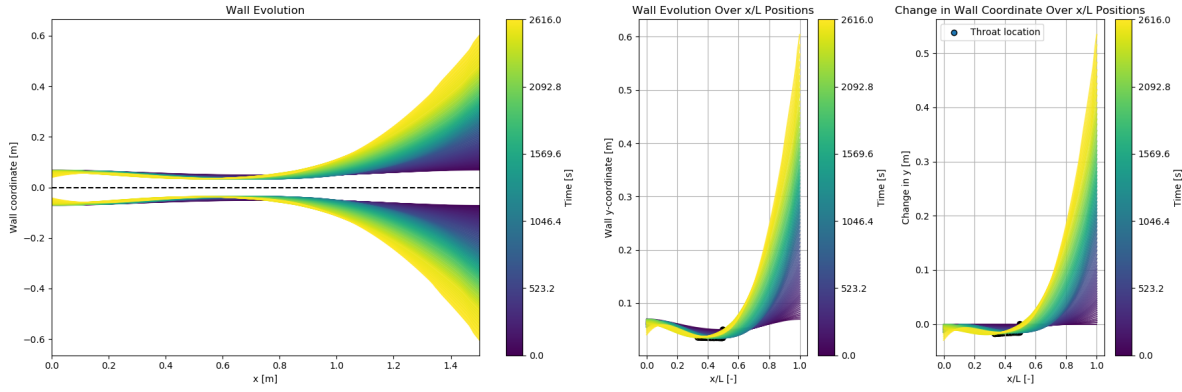 Wall Evolution
Wall coordinate [m]
0.6
0.4
0.2
0.0
−0.2
−0.4
−0.6
0.0 0.2 0.4 0.6 0.8 1.0 1.2 1.4
x [m]
2616.0
2092.8
1569.6
1046.4
523.2
0.0
Time [s]
Wall Evolution Over x/L Positions
Wall y-coordinate [m]
0.6
0.5
0.4
0.3
0.2
0.1
0.0 0.2 0.4 0.6 0.8 1.0
x/L [-]
2616.0
2092.8
1569.6
1046.4
523.2
0.0
Time [s]
Change in Wall Coordinate Over x/L Positions
Throat location
Change in y [m]
0.5
0.4
0.3
0.2
0.1
0.0
0.0 0.2 0.4 0.6 0.8 1.0
x/L [-]
2616.0
2092.8
1569.6
1046.4
523.2
0.0
Time [s]